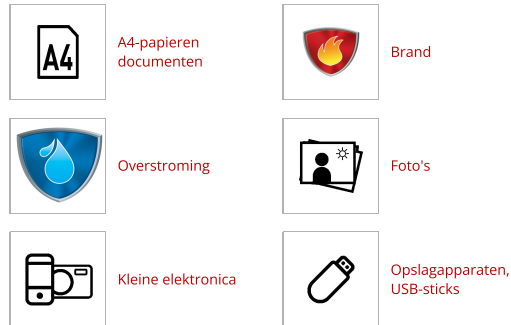 A4
A4-papieren
documenten
Brand
Overstroming
Foto's
Kleine elektronica
Opslagapparaten,
USB-sticks